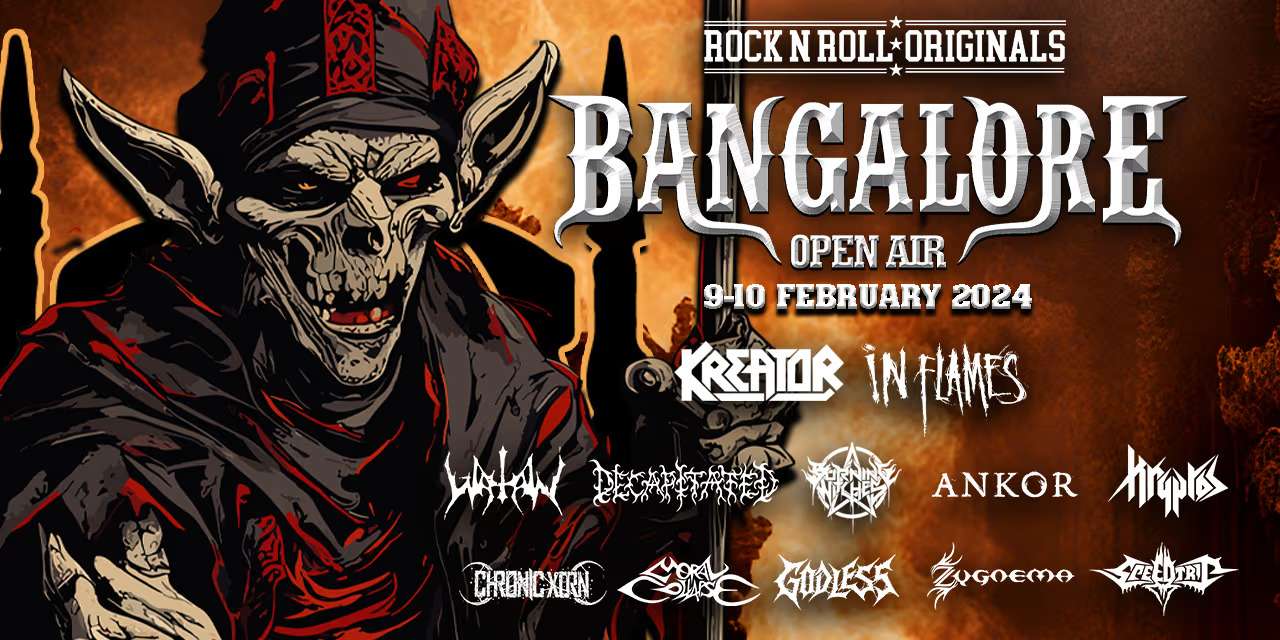 ROCK N ROLL ORIGINALS
BANGALORE
OPEN AIR
9-10 FEBRUARY 2024
KREATOR IN FLAMES
WATAIN DECAPITATED BURNING WITCHES ANKOR Kryptos
CHRONIC XORN MORAL COLLAPSE GODLESS ZYGNEMA SPEEDTRIP